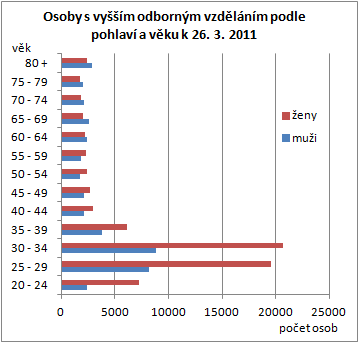 Osoby s vyšším odborným vzděláním podle
pohlaví a věku k 26. 3. 2011
věk
80 +
75 - 79
70 - 74
65 - 69
60 - 64
55 - 59
50 - 54
45 - 49
40 - 44
35 - 39
30 - 34
25 - 29
20 - 24
ženy
muži
0 5000 10000 15000 20000 25000
počet osob